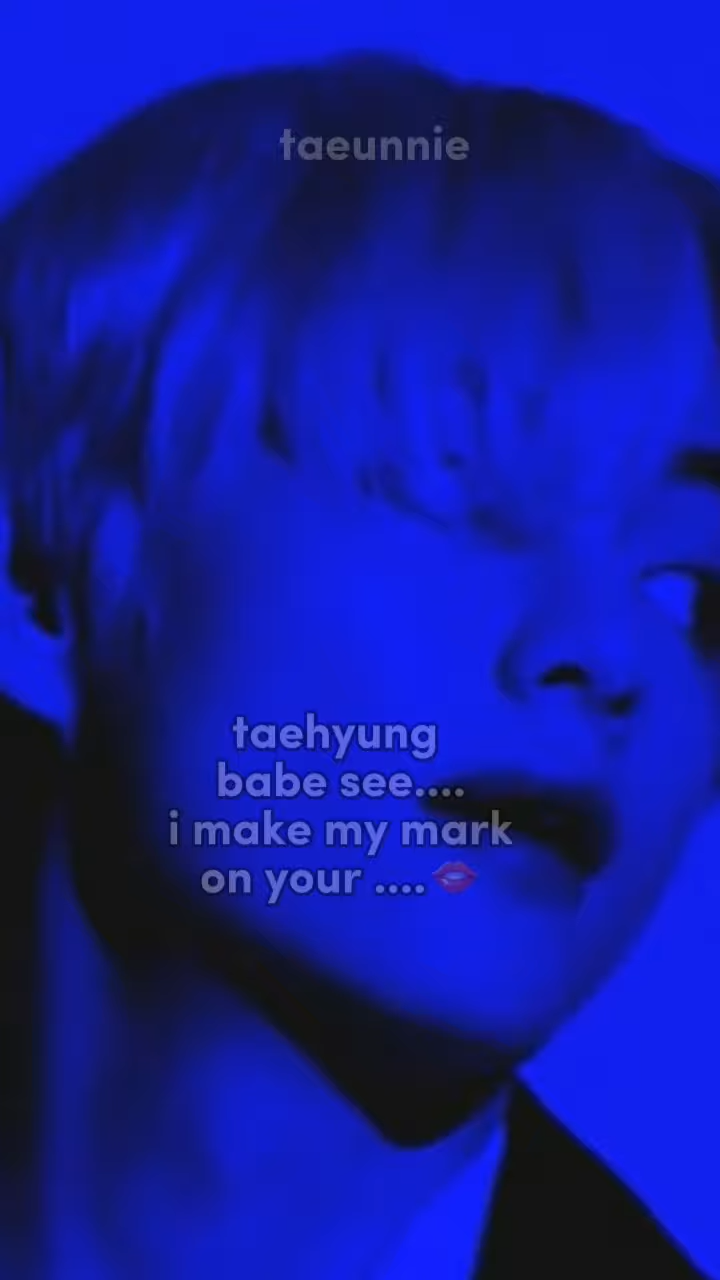 taeunnie
taehyung
babe see....
i make my mark
on your ....💋